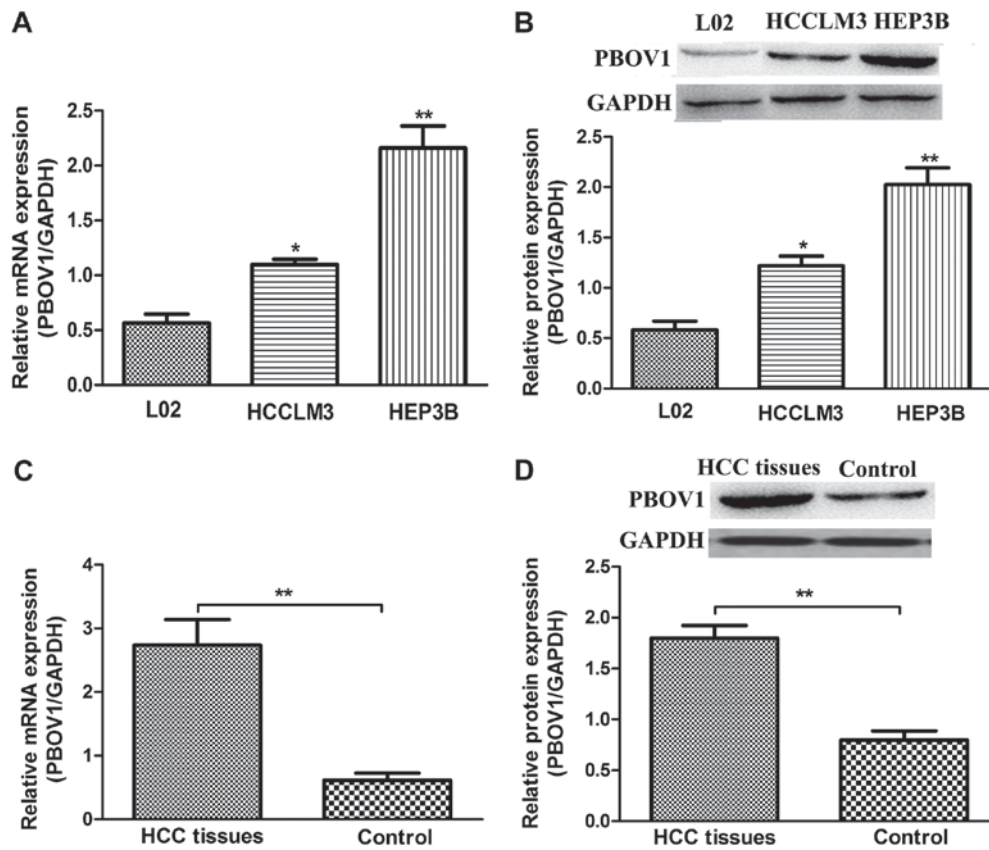 A
Relative mRNA expression
(PBOV1/GAPDH)
2.5
2.0
1.5
1.0
0.5
0.0
*
**
L02 HCCLM3 HEP3B
B
L02 HCCLM3 HEP3B
PBOV1
GAPDH
Relative protein expression
(PBOV1/GAPDH)
2.5
2.0
1.5
1.0
0.5
0.0
*
**
L02 HCCLM3 HEP3B
C
Relative mRNA expression
(PBOV1/GAPDH)
4
3
2
1
0
**
HCC tissues Control
D
HCC tissues Control
PBOV1
GAPDH
Relative protein expression
(PBOV1/GAPDH)
2.5
2.0
1.5
1.0
0.5
0.0
**
HCC tissues Control